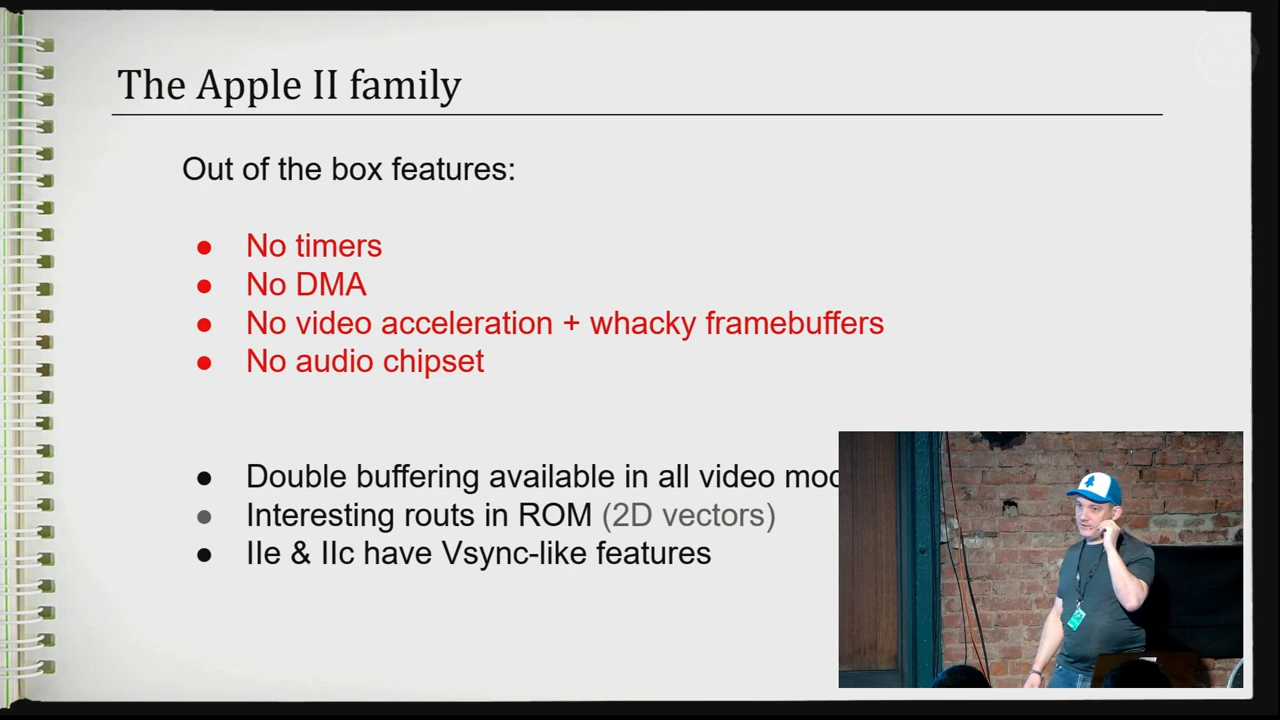 The Apple II family
Out of the box features:
● No timers
● No DMA
● No video acceleration + whacky framebuffers
● No audio chipset
● Double buffering available in all video mod
● Interesting routs in ROM (2D vectors)
● IIe & IIc have Vsync-like features